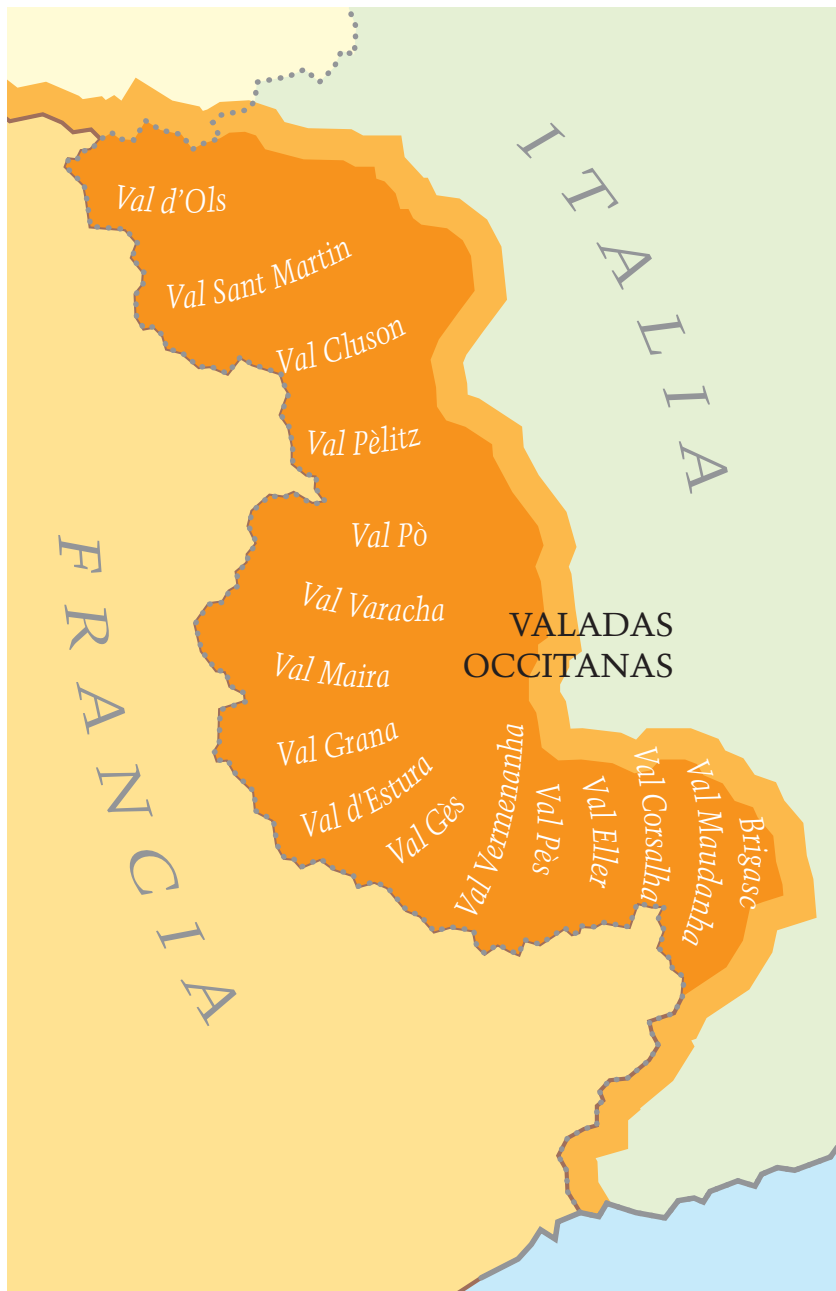 ITALIA
Val d'Ols
Val Sant Martin
Val Cluson
Val Pèlitz
Val Pò
FRANCIA
Val Varacha
VALADAS
OCCITANAS
Val Maira
Val Grana
Val d'Estura
Val Gès
Val Vermenanha
Val Pès
Val Eller
Val Corsalha
Val Maudanha
Brigasc